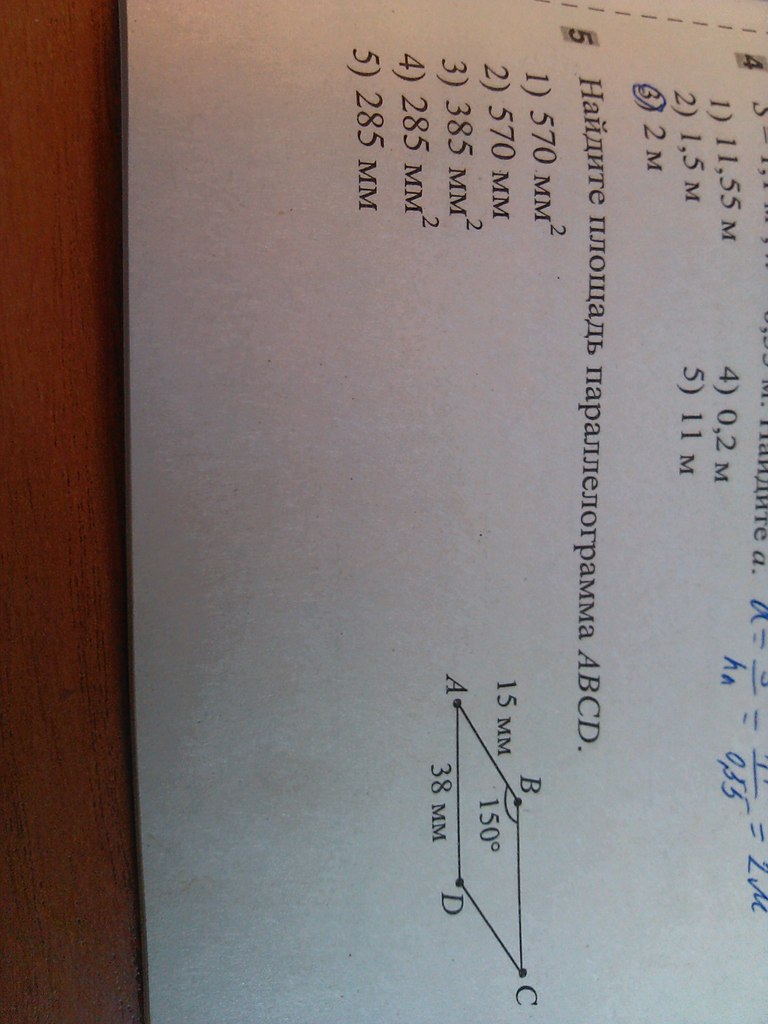 4
м. Найдите a.
1) 11,55 м
4) 0,2 м
2) 1,5 м
5) 11 м
3) 2 м
= 2 м
0,55
5 Найдите площадь параллелограмма ABCD.
1) 570 мм²
2) 570 мм
3) 385 мм²
4) 285 мм²
5) 285 мм
B
C
15 мм
150°
A
D
38 мм